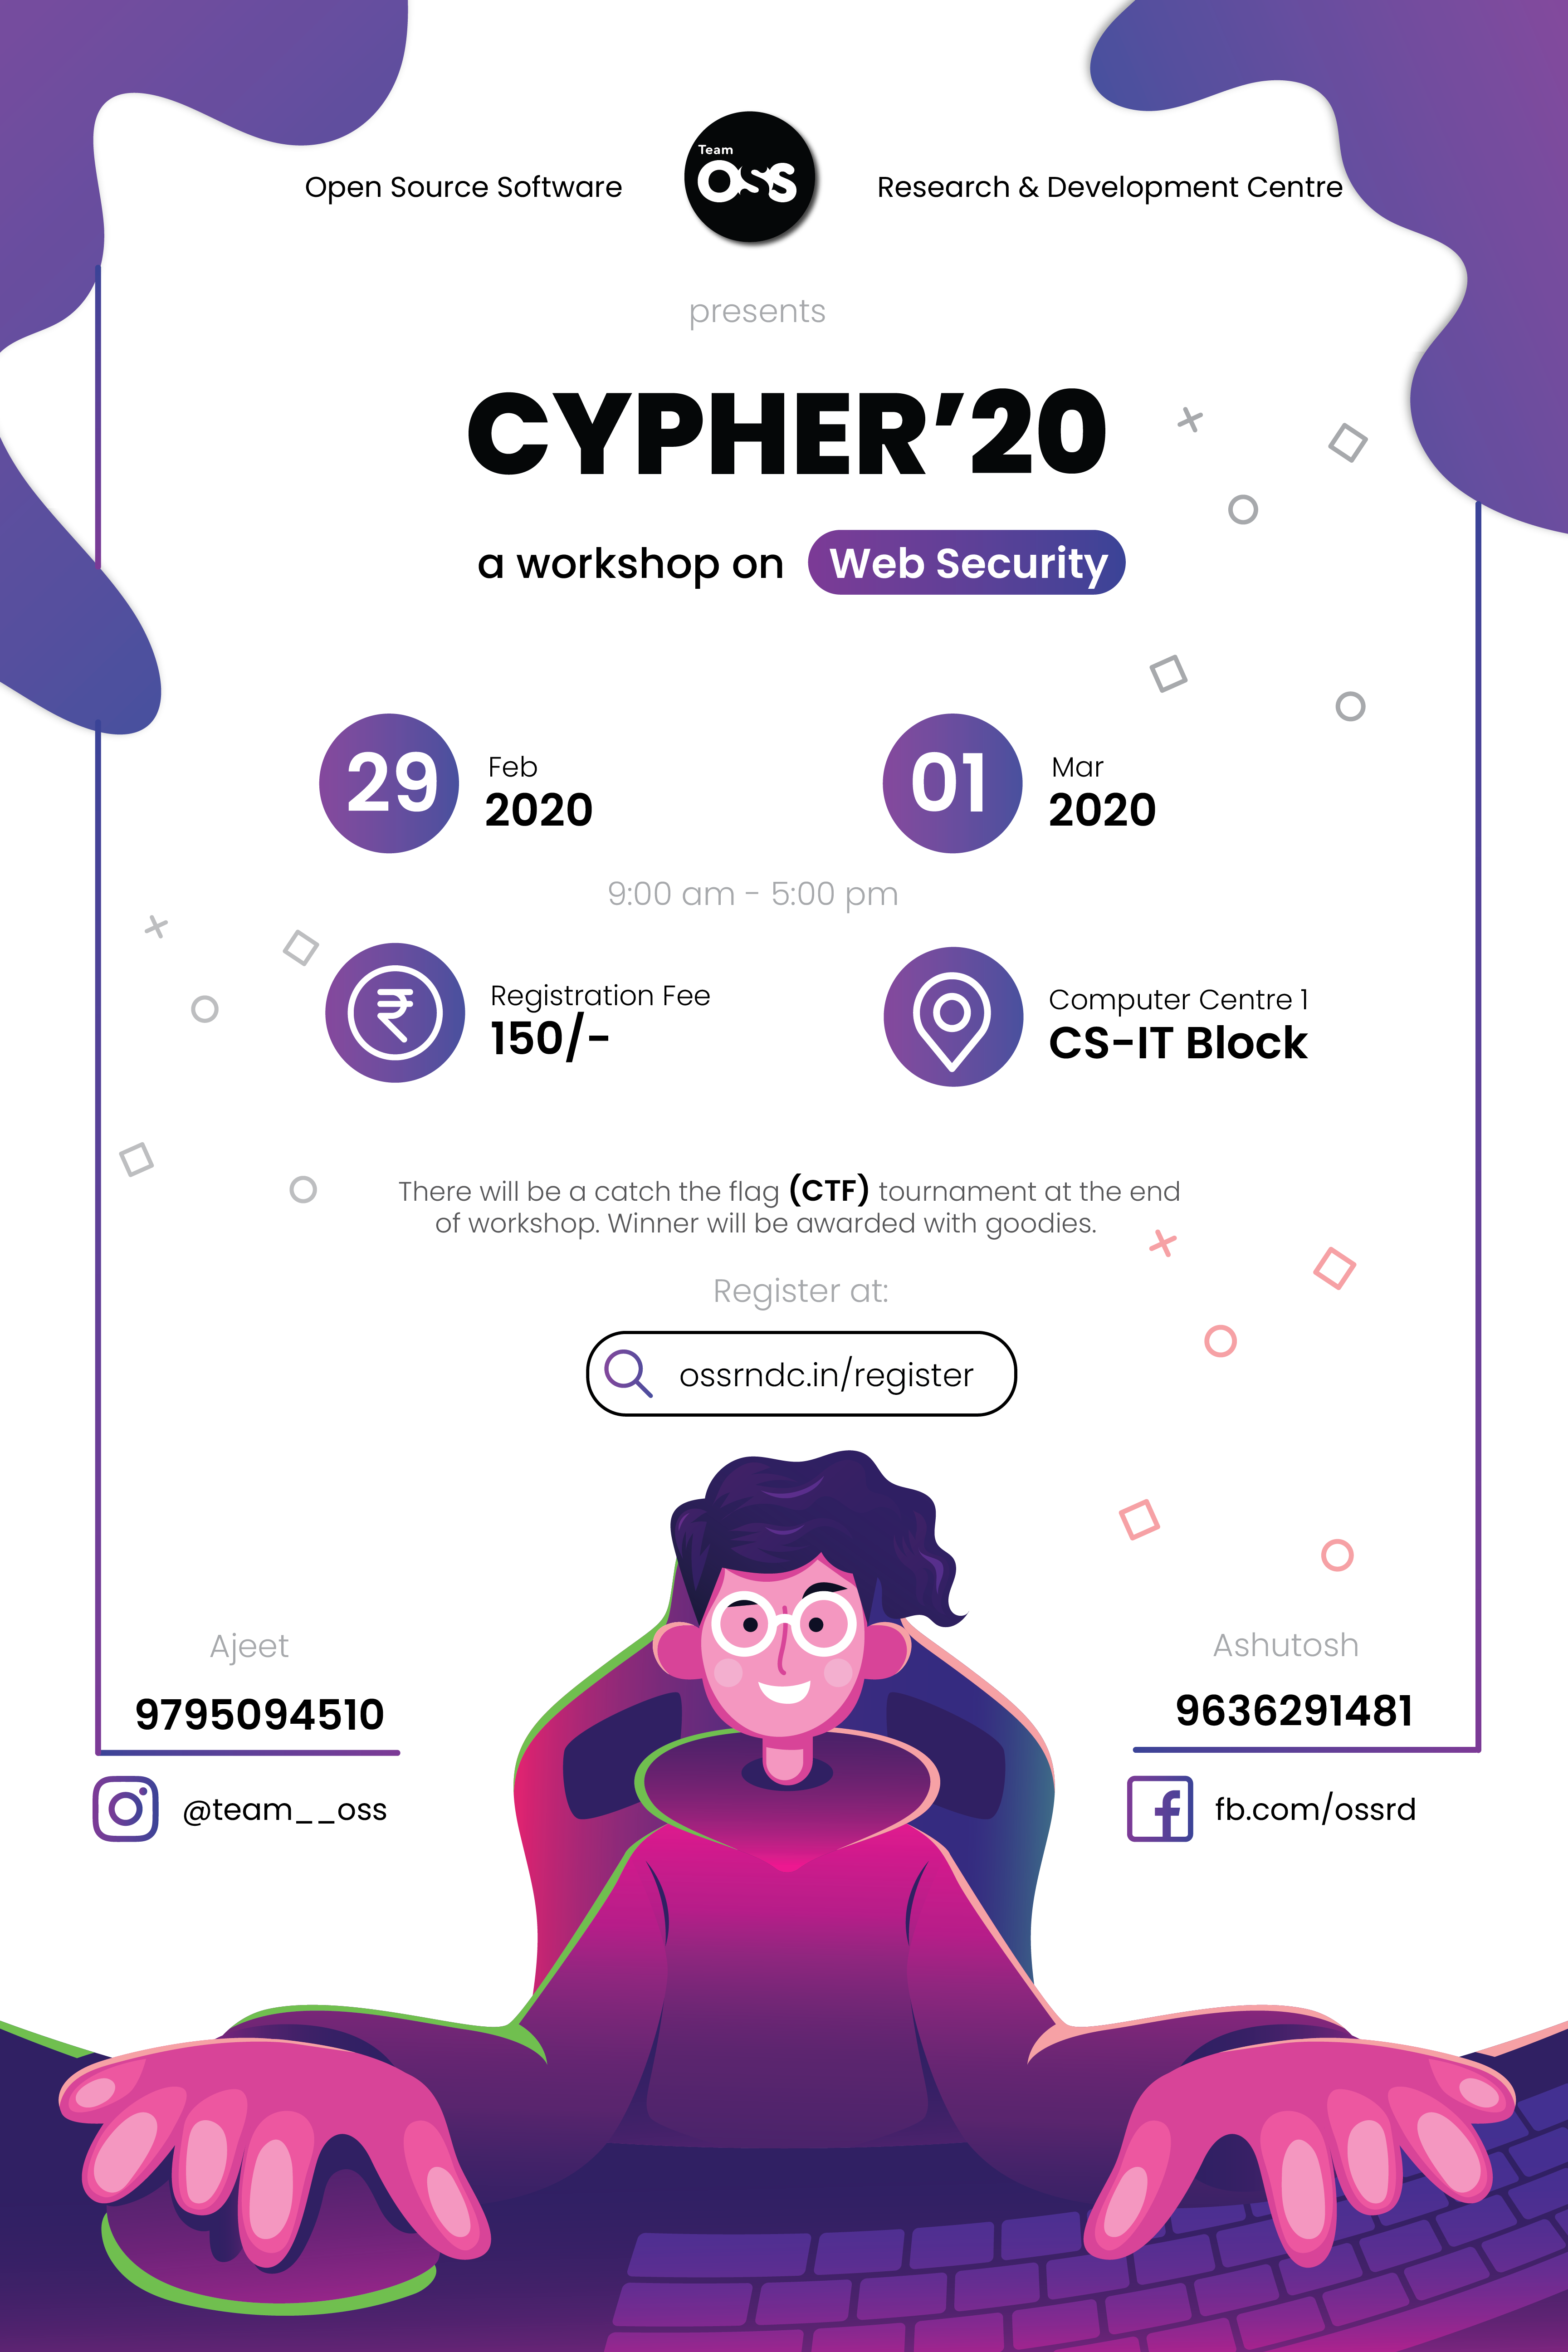 Team
OSS
Open Source Software
Research & Development Centre
presents
CYPHER’20
a workshop on Web Security
29 Feb 2020
01 Mar 2020
9:00 am - 5:00 pm
₹
Registration Fee
150/-
Computer Centre 1
CS-IT Block
There will be a catch the flag (CTF) tournament at the end
of workshop. Winner will be awarded with goodies.
Register at:
ossrndc.in/register
Ajeet
9795094510
Ashutosh
9636291481
@team__oss
fb.com/ossrd